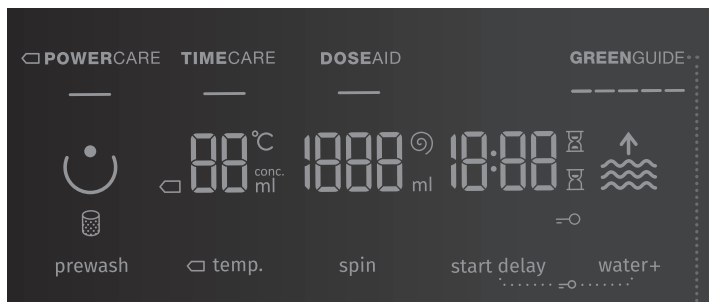 POWERCARE TIMECARE DOSEAID GREENGUIDE
88 °C 1888 18:88
conc.
ml ml
prewash temp. spin start delay water+